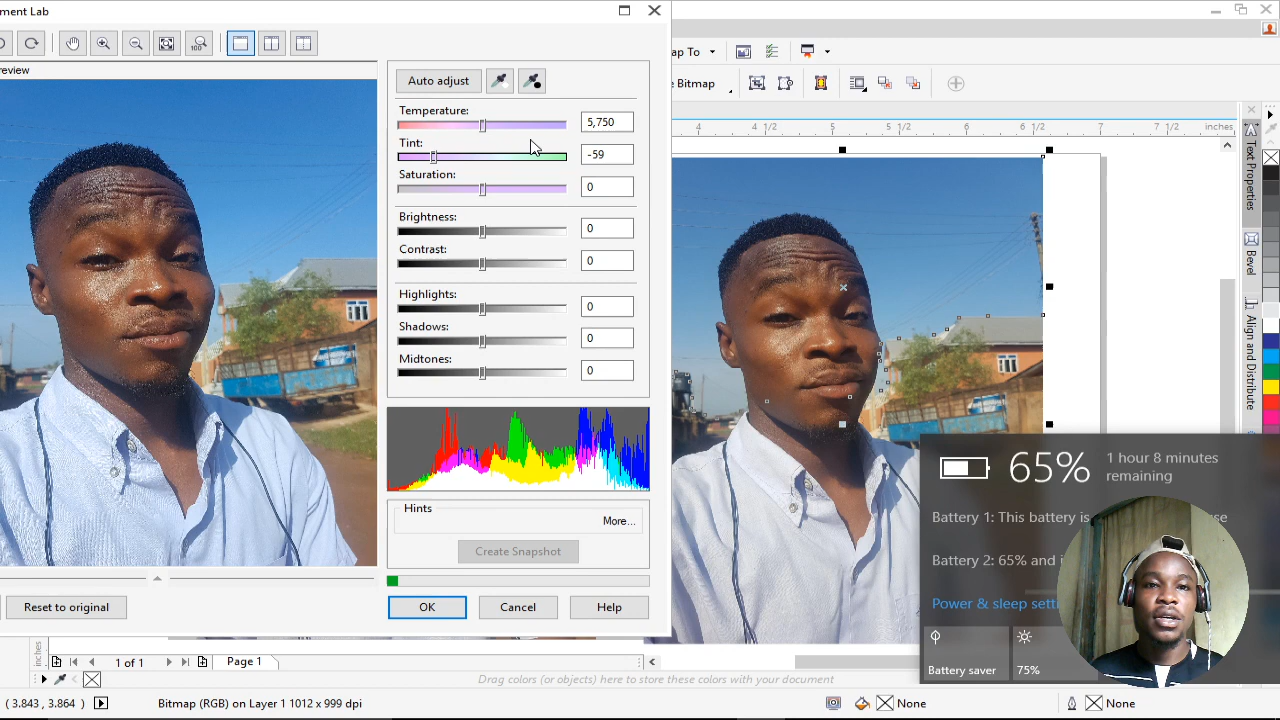 ment Lab
100
review
Auto adjust
Temperature:
5,750
Tint:
-59
Saturation:
0
Brightness:
0
Contrast:
0
Highlights:
0
Shadows:
0
Midtones:
0
Hints
More...
Create Snapshot
Reset to original
OK
Cancel
Help
ap To
e Bitmap
4
4 1/2
5
5 1/2
6
6 1/2
7
7 1/2
inches
Text Properties
Bevel
Align and Distribute
65%
1 hour 8 minutes
remaining
Battery 1: This battery is
Battery 2: 65% and i
Power & sleep setti
Battery saver
75%
inches
1 of 1
Page 1
Drag colors (or objects) here to store these colors with your document
( 3.843 , 3.864 )
Bitmap (RGB) on Layer 1 1012 x 999 dpi
None
None